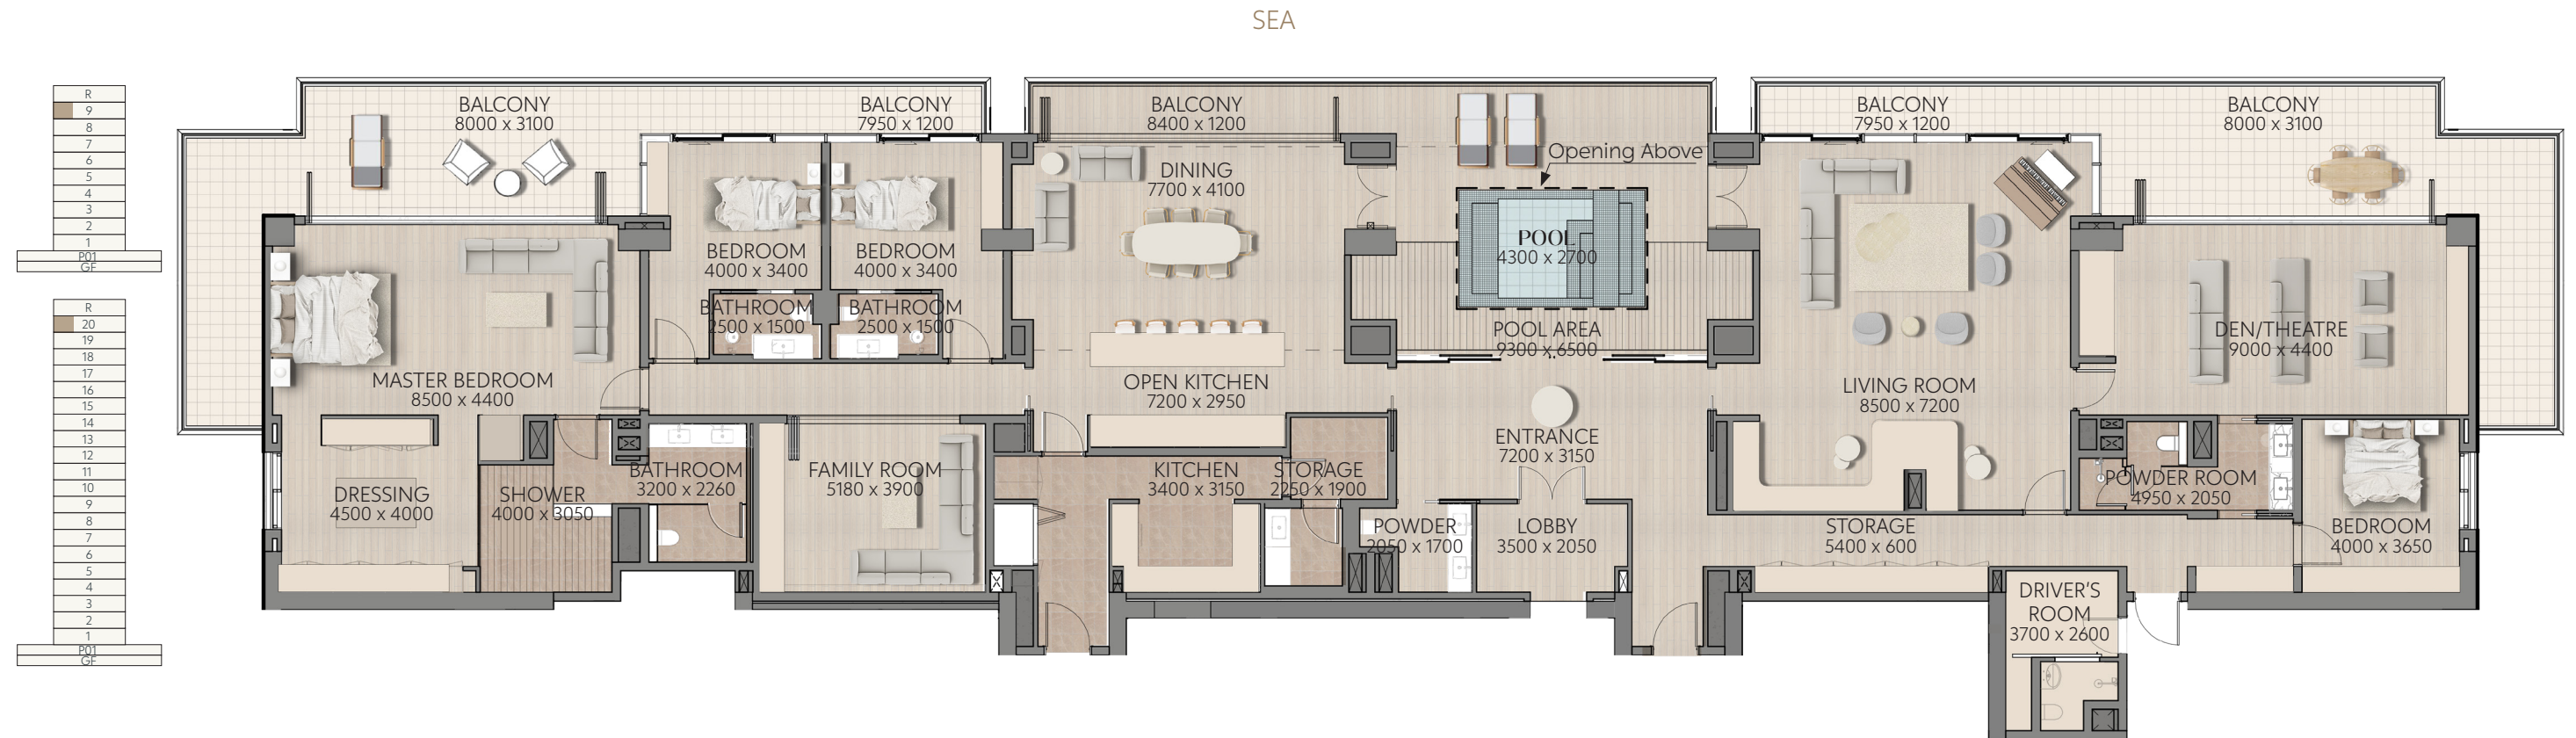 SEA
R
9
8
7
6
5
4
3
2
1
P01
GF
R
20
19
18
17
16
15
14
13
12
11
10
9
8
7
6
5
4
3
2
1
P01
GF
BALCONY
8000 x 3100
BALCONY
7950 x 1200
BALCONY
8400 x 1200
BALCONY
7950 x 1200
BALCONY
8000 x 3100
Opening Above
DINING
7700 x 4100
BEDROOM
4000 x 3400
BEDROOM
4000 x 3400
POOL
4300 x 2700
BATHROOM
2500 x 1500
BATHROOM
2500 x 1500
POOL AREA
9300 x 6500
DEN/THEATRE
9000 x 4400
MASTER BEDROOM
8500 x 4400
OPEN KITCHEN
7200 x 2950
LIVING ROOM
8500 x 7200
ENTRANCE
7200 x 3150
DRESSING
4500 x 4000
SHOWER
4000 x 3050
BATHROOM
3200 x 2260
FAMILY ROOM
5180 x 3900
KITCHEN
3400 x 3150
STORAGE
2250 x 1900
POWDER ROOM
4950 x 2050
POWDER
2050 x 1700
LOBBY
3500 x 2050
STORAGE
5400 x 600
BEDROOM
4000 x 3650
DRIVER'S
ROOM
3700 x 2600